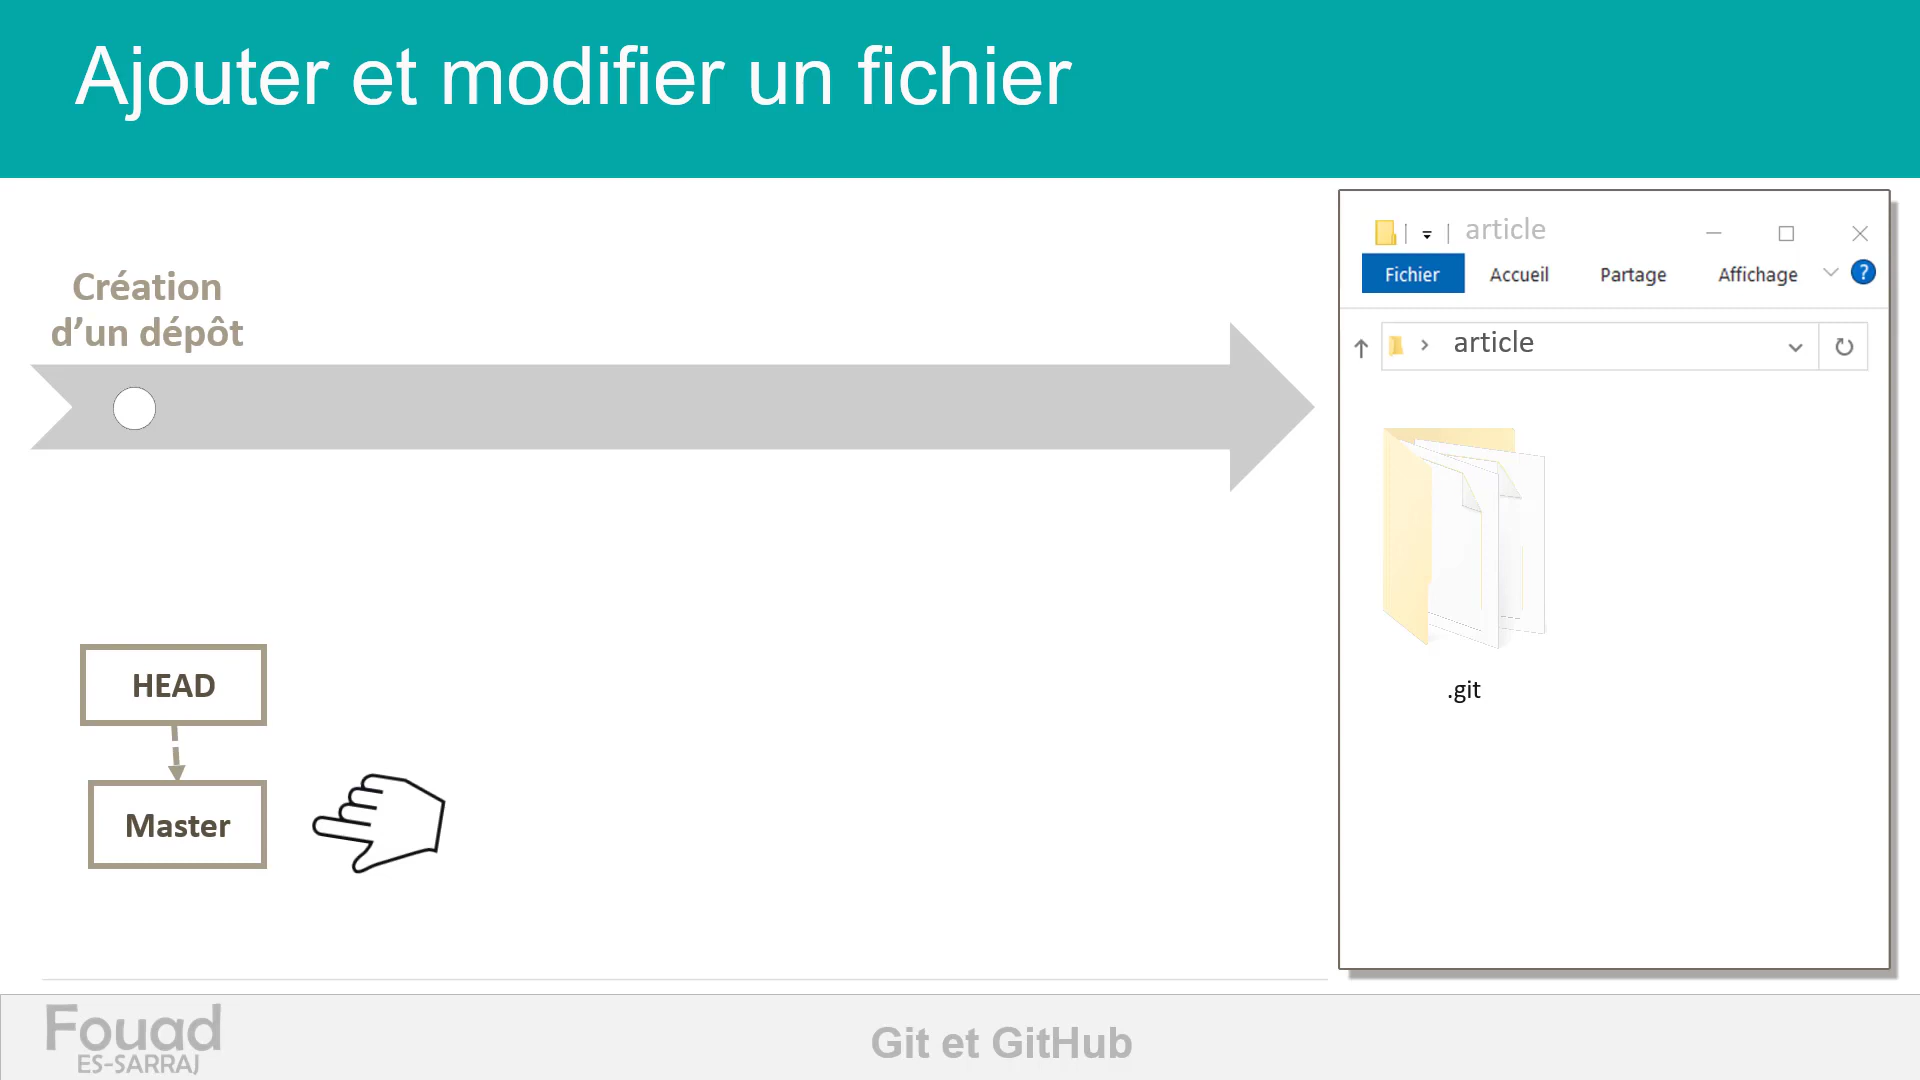 Ajouter et modifier un fichier
Création
d’un dépôt
HEAD
Master
article
Fichier Accueil Partage Affichage ?
article
.git
Fouad
ES-SARRAJ
Git et GitHub